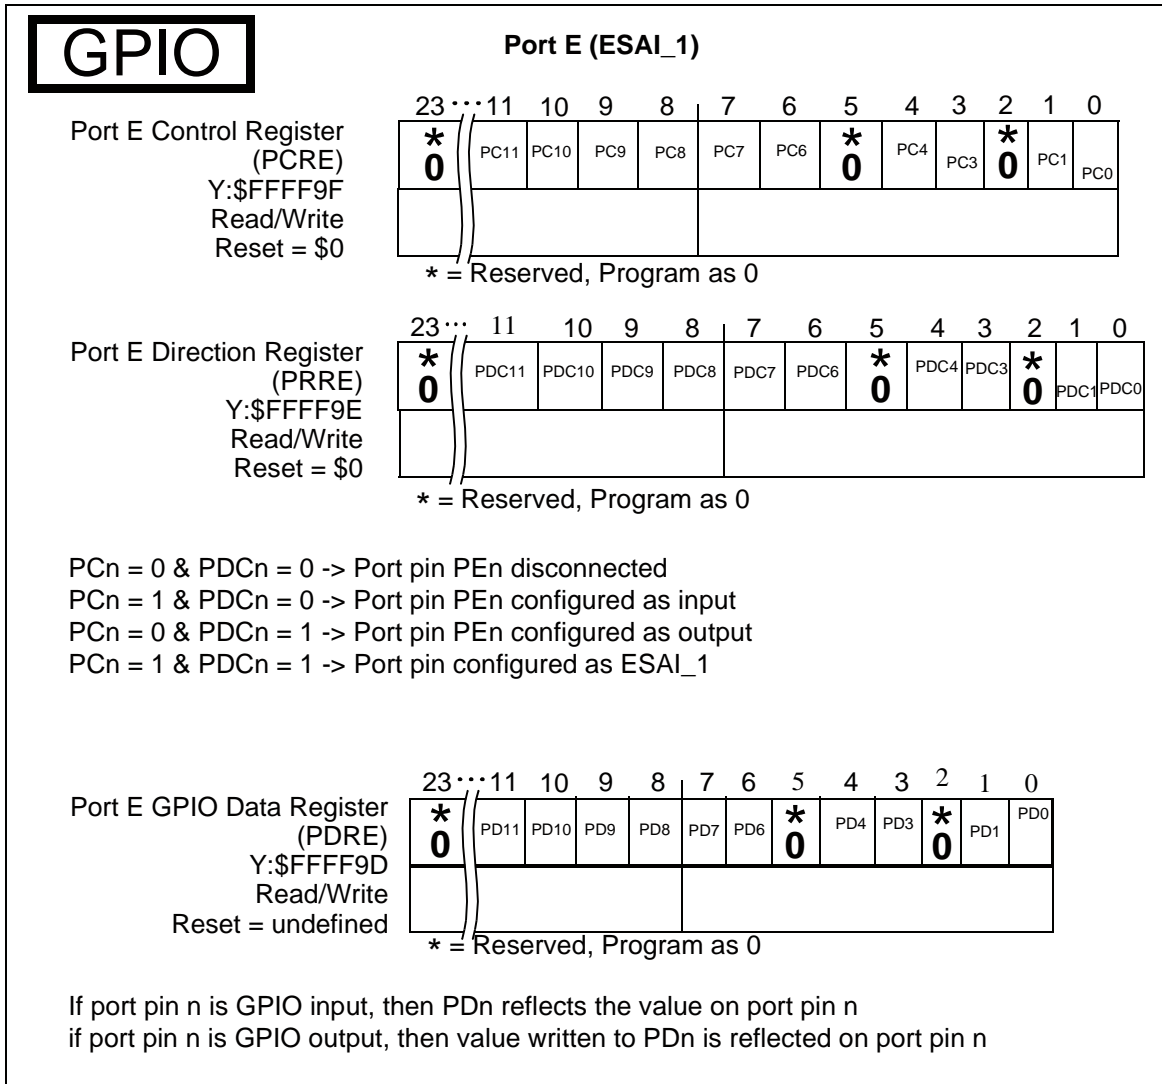 GPIO
Port E (ESAI_1)
23 ··· 11 10 9 8 7 6 5 4 3 2 1 0
Port E Control Register
(PCRE)
Y:$FFFF9F
Read/Write
Reset = $0
* 0 PC11 PC10 PC9 PC8 PC7 PC6 * 0 PC4 PC3 * 0 PC1 PC0
* = Reserved, Program as 0
23 ··· 11 10 9 8 7 6 5 4 3 2 1 0
Port E Direction Register
(PRRE)
Y:$FFFF9E
Read/Write
Reset = $0
* 0 PDC11 PDC10 PDC9 PDC8 PDC7 PDC6 * 0 PDC4 PDC3 * 0 PDC1 PDC0
* = Reserved, Program as 0
PCn = 0 & PDCn = 0 -> Port pin PEn disconnected
PCn = 1 & PDCn = 0 -> Port pin PEn configured as input
PCn = 0 & PDCn = 1 -> Port pin PEn configured as output
PCn = 1 & PDCn = 1 -> Port pin configured as ESAI_1
23 ··· 11 10 9 8 7 6 5 4 3 2 1 0
Port E GPIO Data Register
(PDRE)
Y:$FFFF9D
Read/Write
Reset = undefined
* 0 PD11 PD10 PD9 PD8 PD7 PD6 * 0 PD4 PD3 * 0 PD1 PD0
* = Reserved, Program as 0
If port pin n is GPIO input, then PDn reflects the value on port pin n
if port pin n is GPIO output, then value written to PDn is reflected on port pin n